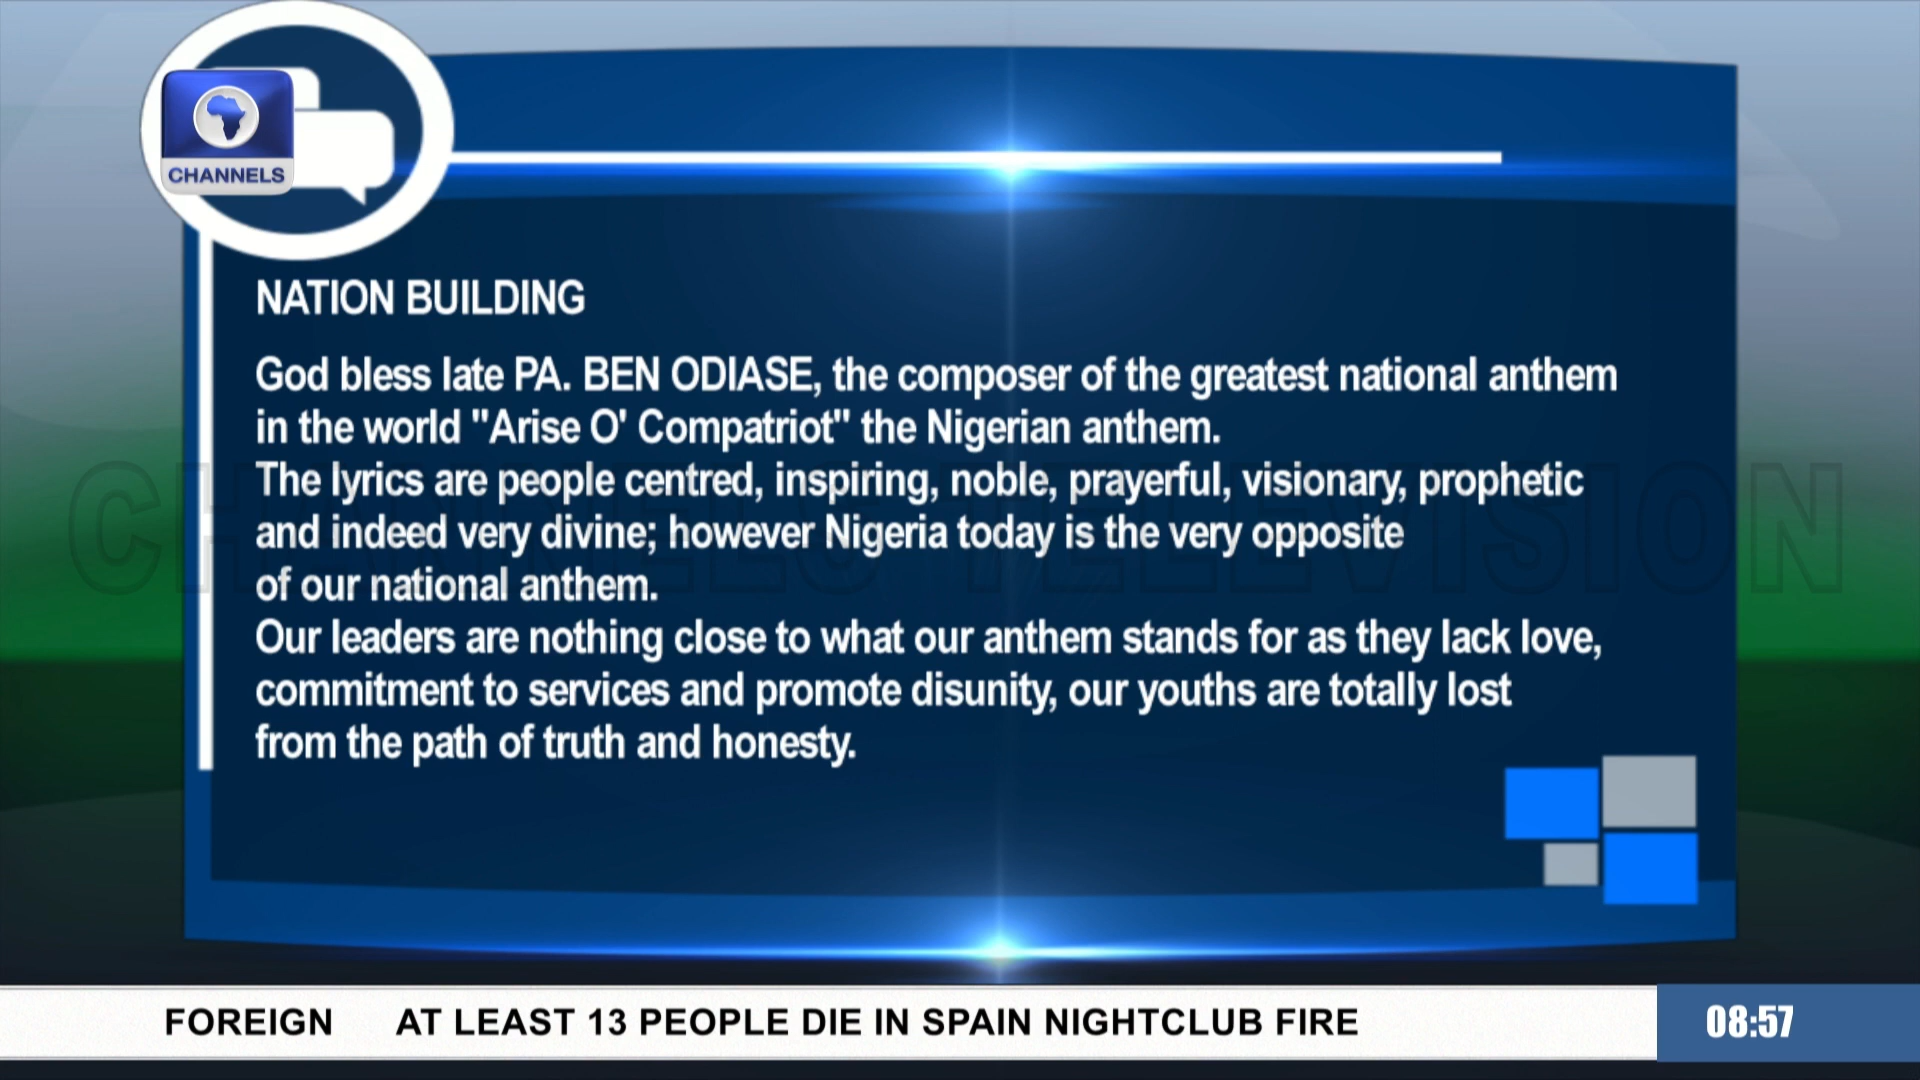 CHANNELS
NATION BUILDING
God bless late PA. BEN ODIASE, the composer of the greatest national anthem
in the world "Arise O' Compatriot" the Nigerian anthem.
The lyrics are people centred, inspiring, noble, prayerful, visionary, prophetic
and indeed very divine; however Nigeria today is the very opposite
of our national anthem.
Our leaders are nothing close to what our anthem stands for as they lack love,
commitment to services and promote disunity, our youths are totally lost
from the path of truth and honesty.
CHANNELS TELEVISION
FOREIGN AT LEAST 13 PEOPLE DIE IN SPAIN NIGHTCLUB FIRE
08:57